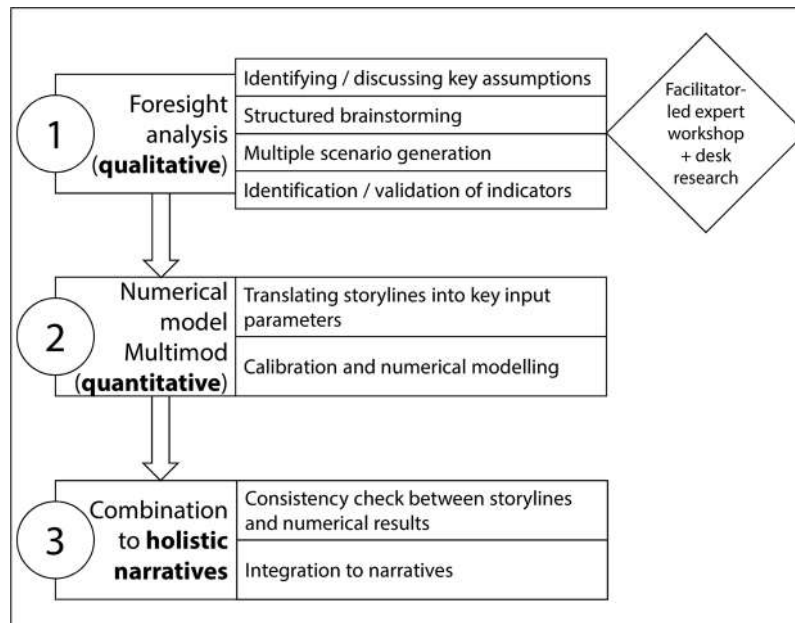 1
Foresight
analysis
(qualitative)
Identifying / discussing key assumptions
Structured brainstorming
Multiple scenario generation
Identification / validation of indicators
Facilitator-
led expert
workshop
+ desk
research
2
Numerical
model
Multimod
(quantitative)
Translating storylines into key input
parameters
Calibration and numerical modelling
3
Combination
to holistic
narratives
Consistency check between storylines
and numerical results
Integration to narratives